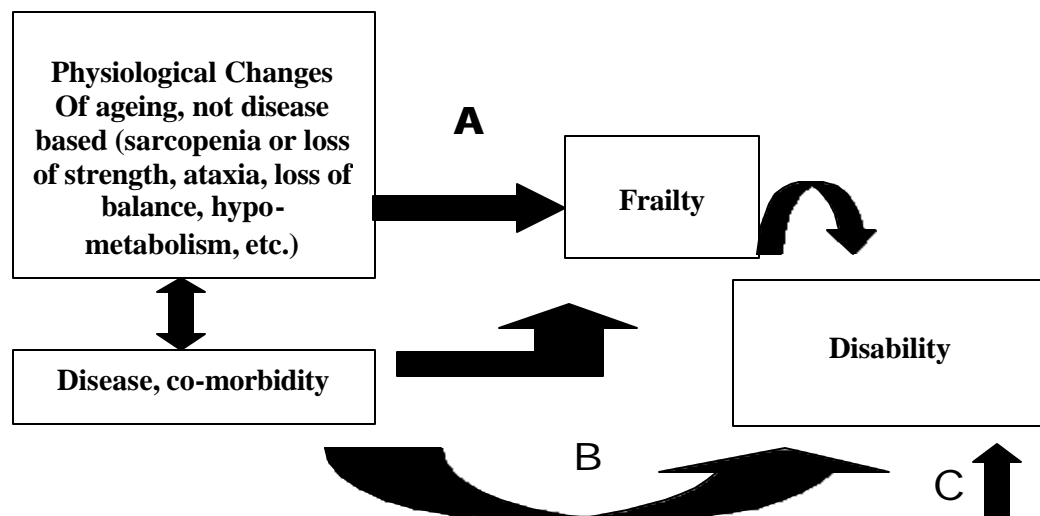 Physiological Changes
Of ageing, not disease
based (sarcopenia or loss
of strength, ataxia, loss of
balance, hypo-
metabolism, etc.)
A
Frailty
Disability
Disease, co-morbidity
B
C